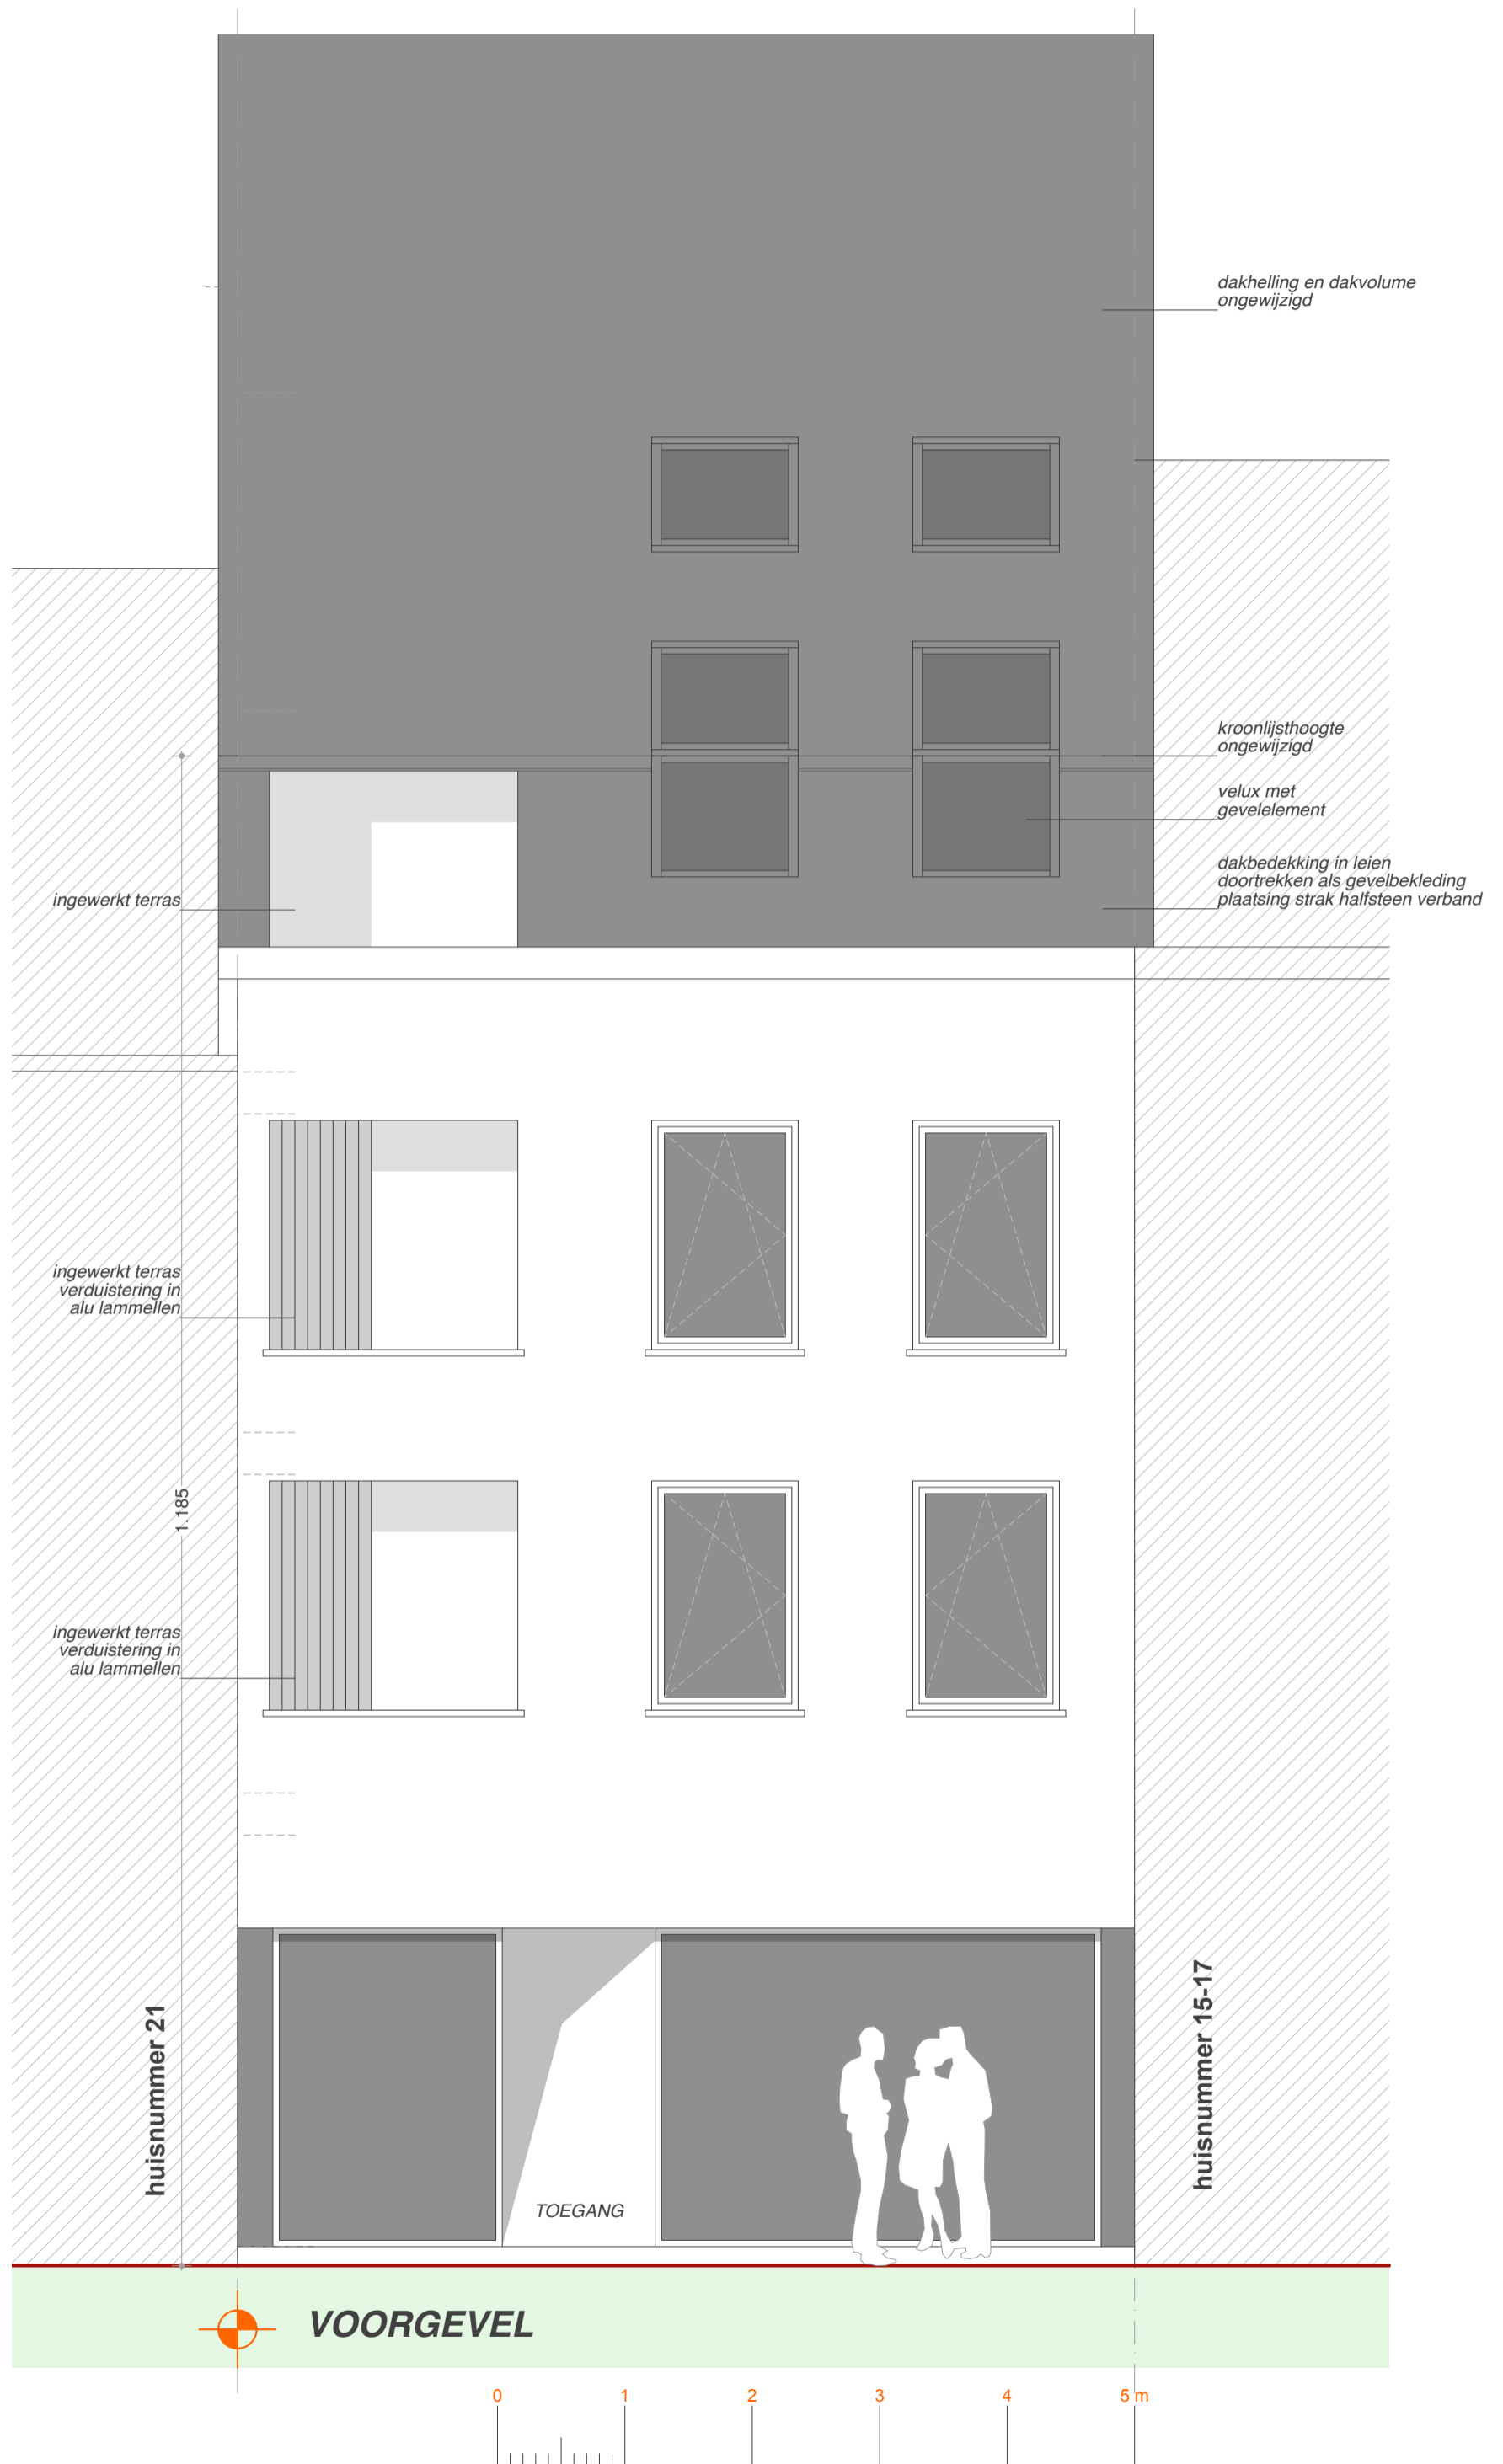 dakhelling en dakvolume
ongewijzigd
kroonlijsthoogte
ongewijzigd
velux met
gevelelement
dakbedekking in leien
doortrekken als gevelbekleding
plaatsing strak halfsteen verband
ingewerkt terras
ingewerkt terras
verduistering in
alu lammellen
1.185
ingewerkt terras
verduistering in
alu lammellen
huisnummer 21
huisnummer 15-17
TOEGANG
VOORGEVEL
0 1 2 3 4 5 m